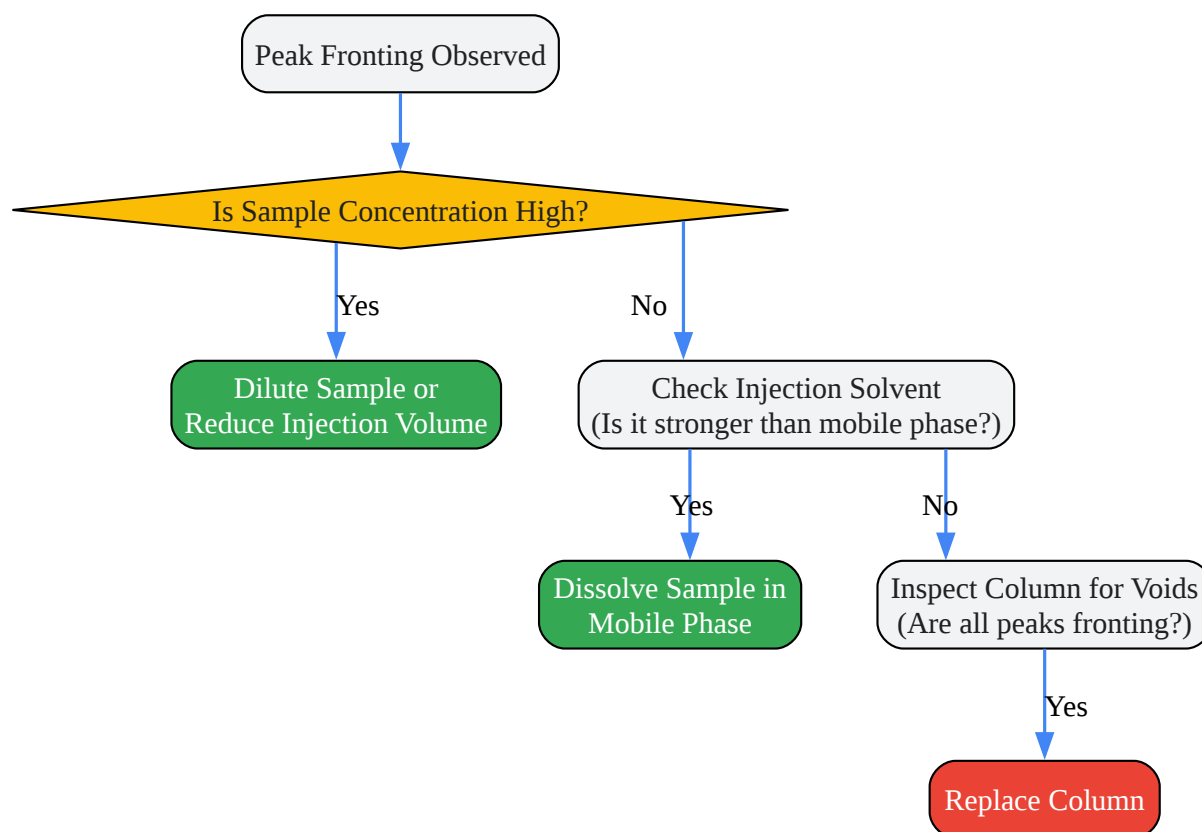 Peak Fronting Observed
Is Sample Concentration High?
Yes
No
Dilute Sample or
Reduce Injection Volume
Check Injection Solvent
(Is it stronger than mobile phase?)
Yes
No
Dissolve Sample in
Mobile Phase
Inspect Column for Voids
(Are all peaks fronting?)
Yes
Replace Column